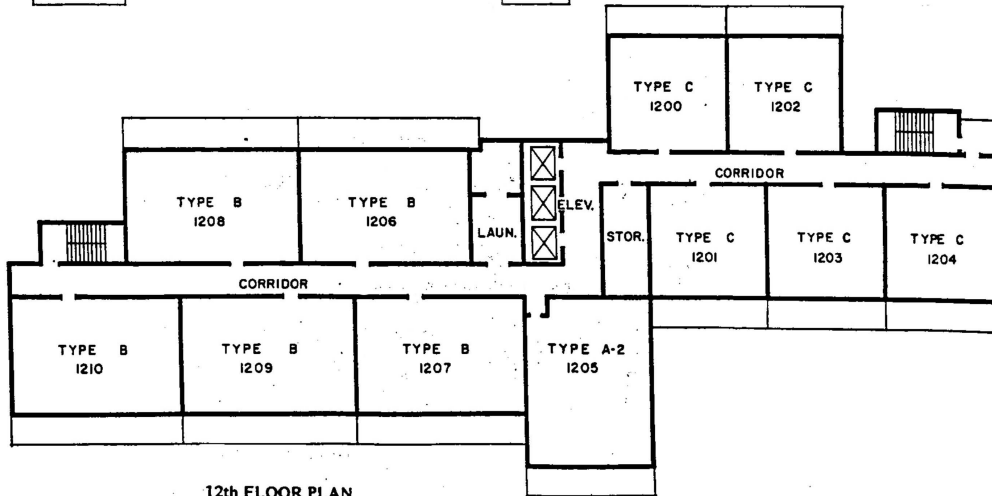 TYPE C
1200
TYPE C
1202
CORRIDOR
TYPE B
1208
TYPE B
1206
LAUN.
ELEV.
STOR.
TYPE C
1201
TYPE C
1203
TYPE C
1204
CORRIDOR
TYPE B
1210
TYPE B
1209
TYPE B
1207
TYPE A-2
1205
12th FLOOR PLAN